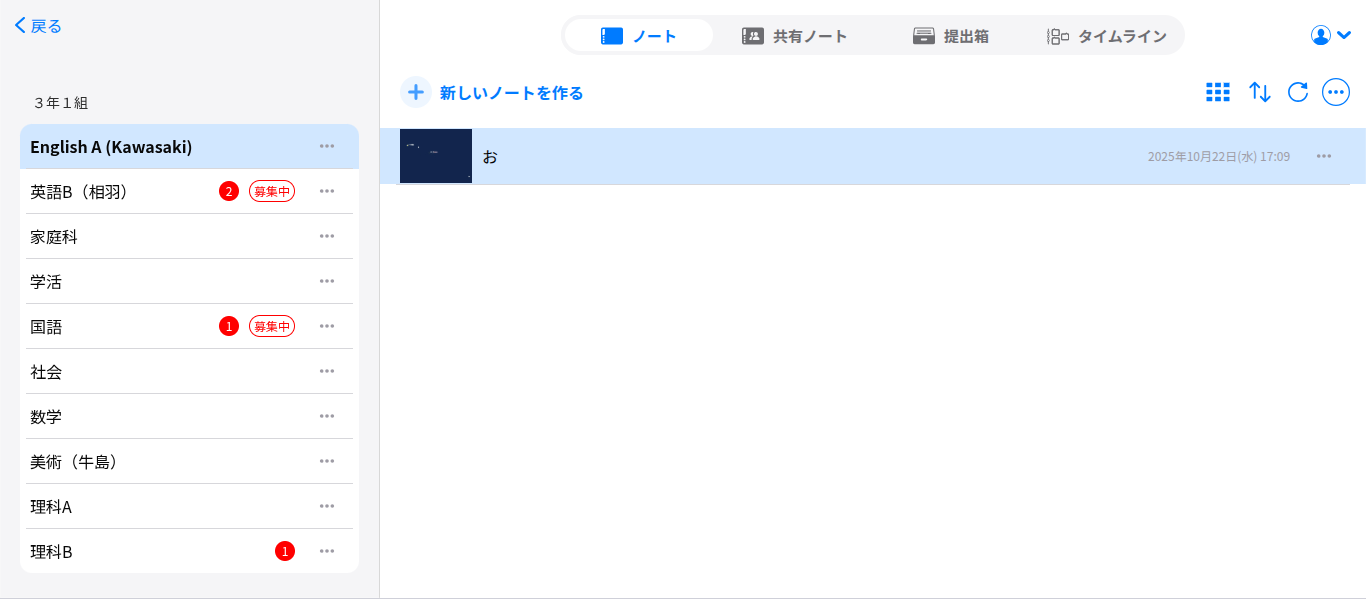 戻る
ノート
共有ノート
提出箱
タイムライン
新しいノートを作る
３年１組
English A (Kawasaki)
英語B（相羽） 2 募集中
家庭科
学活
国語 1 募集中
社会
数学
美術（牛島）
理科A
理科B 1
お
2025年10月22日(水) 17:09